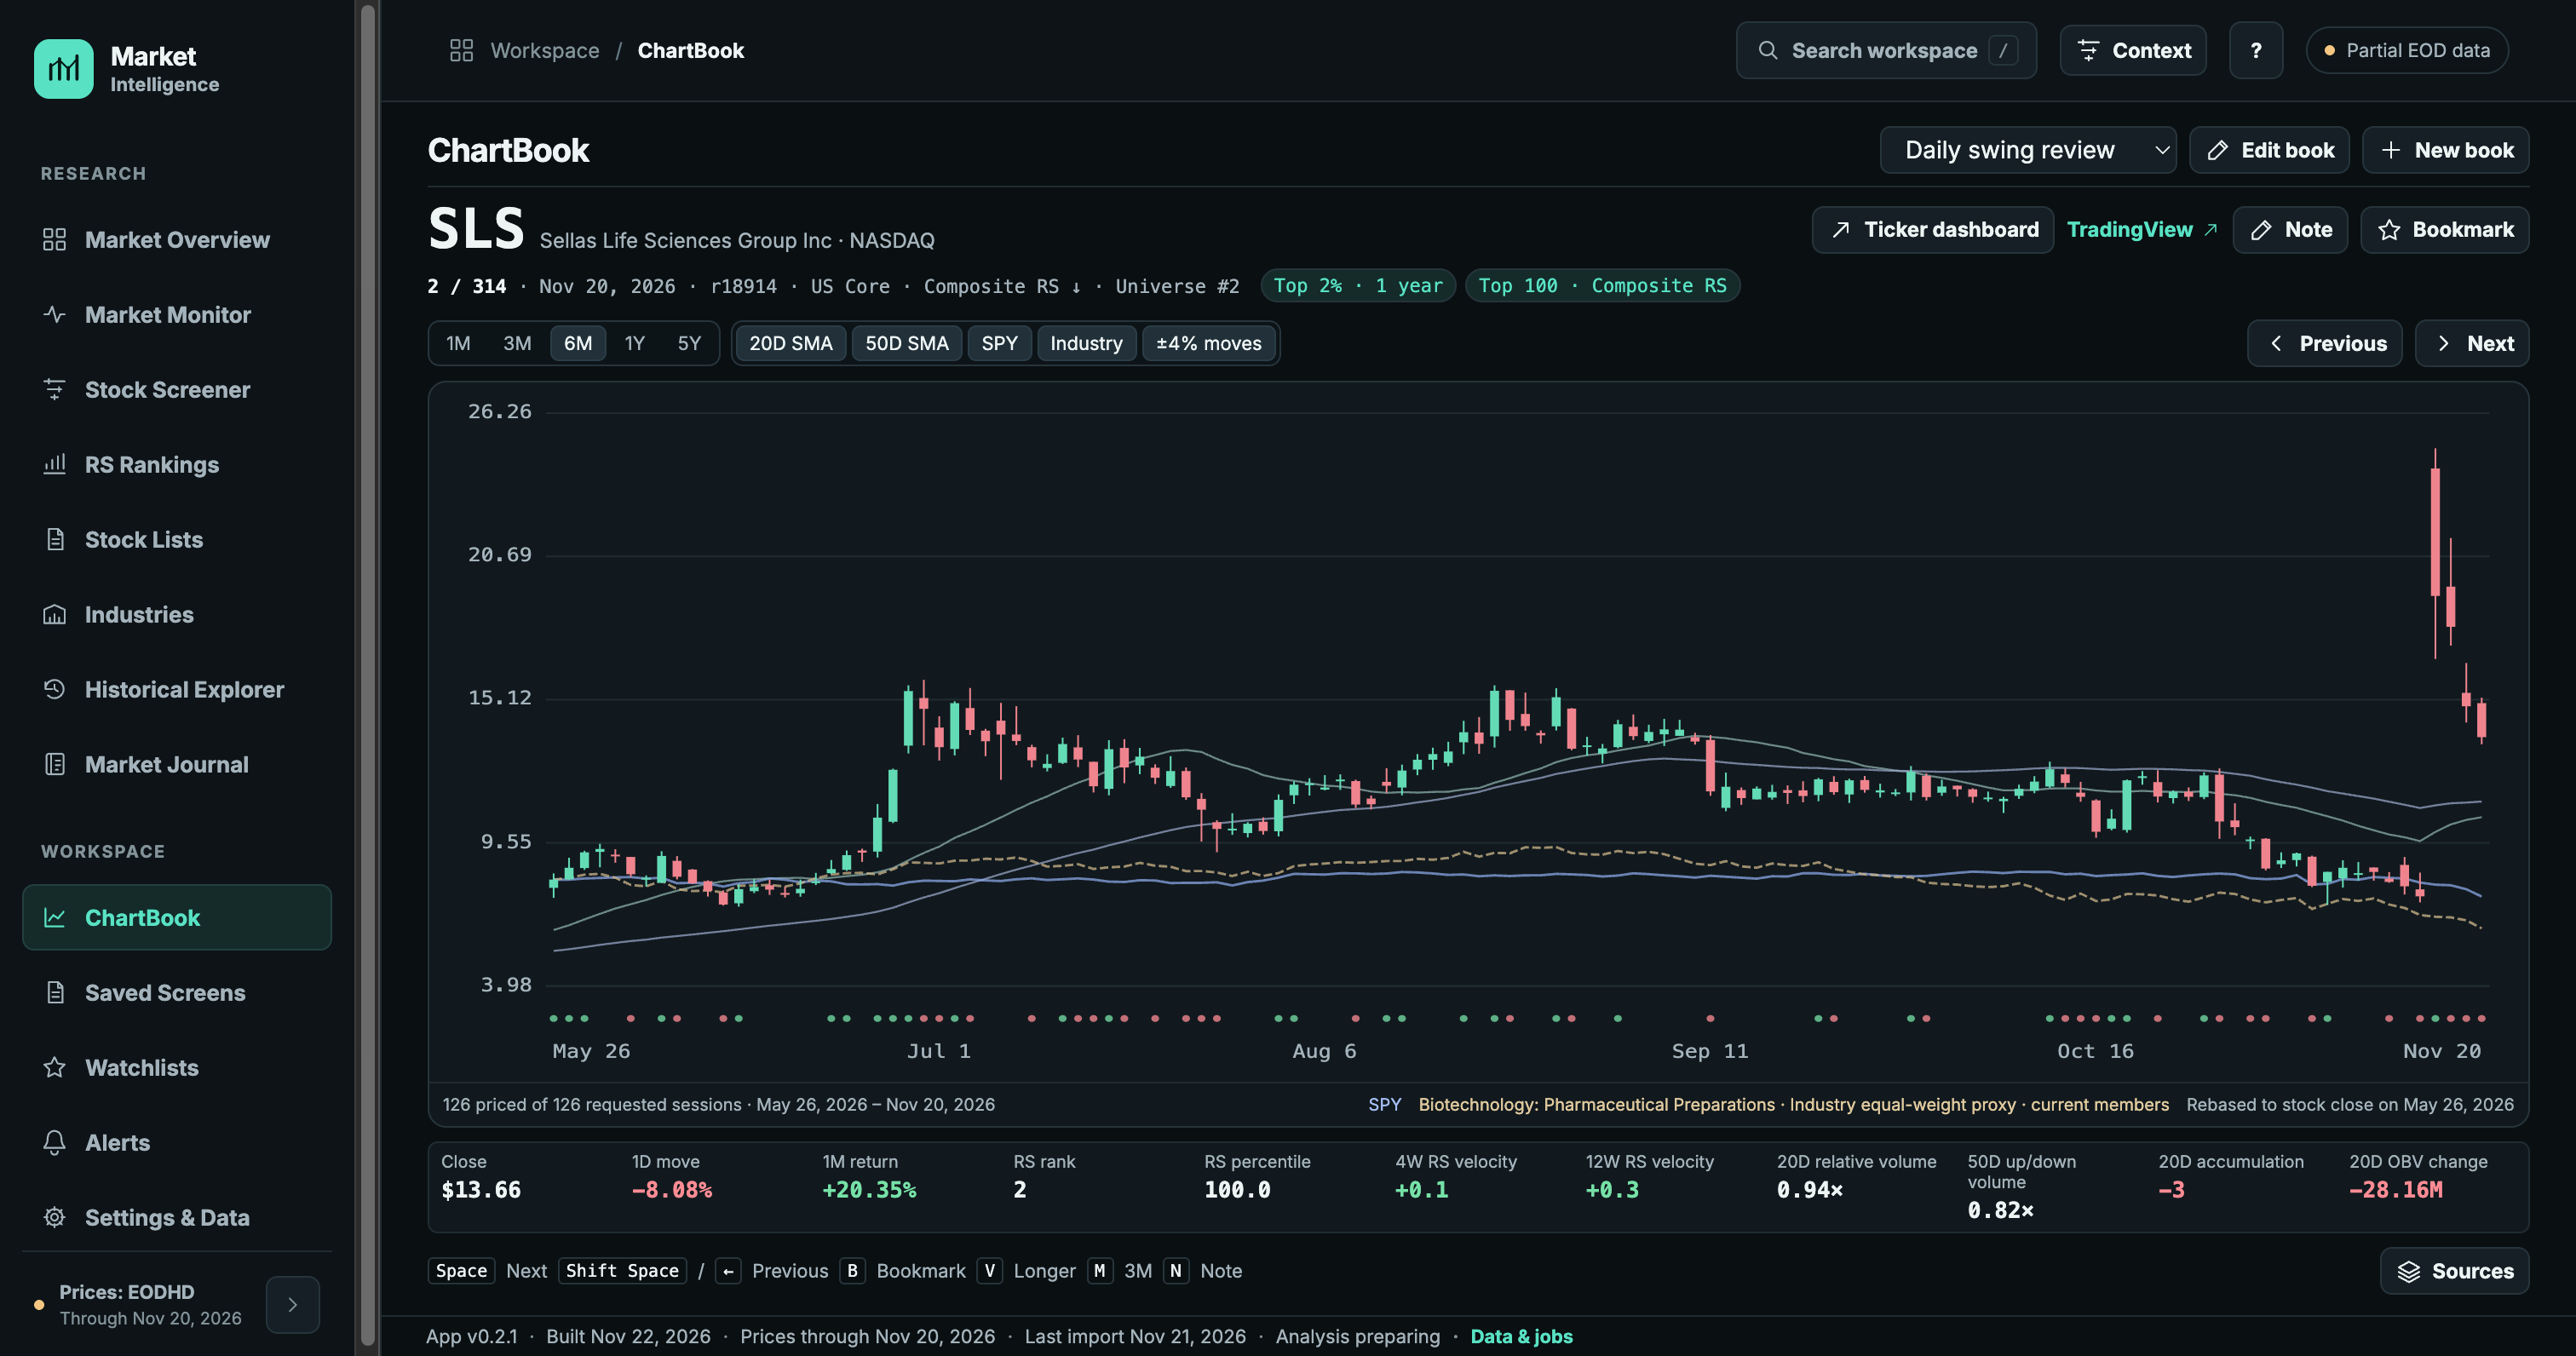 Market
Intelligence
RESEARCH
Market Overview
Market Monitor
Stock Screener
RS Rankings
Stock Lists
Industries
Historical Explorer
Market Journal
WORKSPACE
ChartBook
Saved Screens
Watchlists
Alerts
Settings & Data
Prices: EODHD
Through Nov 20, 2026
Workspace / ChartBook
Search workspace /
Context
?
Partial EOD data
ChartBook
Daily swing review
Edit book
New book
SLS Sellas Life Sciences Group Inc · NASDAQ
Ticker dashboard
TradingView ↗
Note
Bookmark
2 / 314 · Nov 20, 2026 · r18914 · US Core · Composite RS ↓ · Universe #2
Top 2% · 1 year
Top 100 · Composite RS
1M 3M 6M 1Y 5Y
20D SMA 50D SMA SPY Industry ±4% moves
Previous
Next
26.26
20.69
15.12
9.55
3.98
May 26 Jul 1 Aug 6 Sep 11 Oct 16 Nov 20
126 priced of 126 requested sessions · May 26, 2026 – Nov 20, 2026
SPY Biotechnology: Pharmaceutical Preparations · Industry equal-weight proxy · current members Rebased to stock close on May 26, 2026
Close
$13.66
1D move
−8.08%
1M return
+20.35%
RS rank
2
RS percentile
100.0
4W RS velocity
+0.1
12W RS velocity
+0.3
20D relative volume
0.94×
50D up/down
volume
0.82×
20D accumulation
−3
20D OBV change
−28.16M
Space Next Shift Space / ← Previous B Bookmark V Longer M 3M N Note
Sources
App v0.2.1 · Built Nov 22, 2026 · Prices through Nov 20, 2026 · Last import Nov 21, 2026 · Analysis preparing · Data & jobs